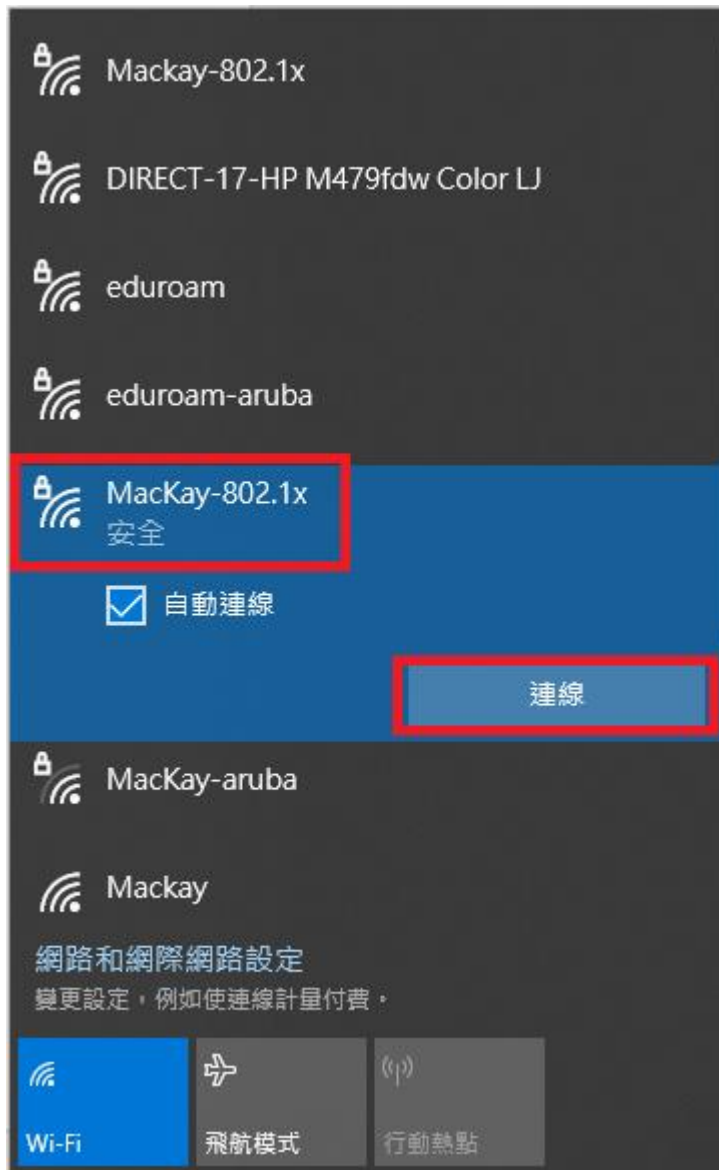 Mackay-802.1x
DIRECT-17-HP M479fdw Color LJ
eduroam
eduroam-aruba
MacKay-802.1x
安全
自動連線
連線
MacKay-aruba
Mackay
網路和網際網路設定
變更設定，例如使連線計量付費。
Wi-Fi
飛航模式
行動熱點